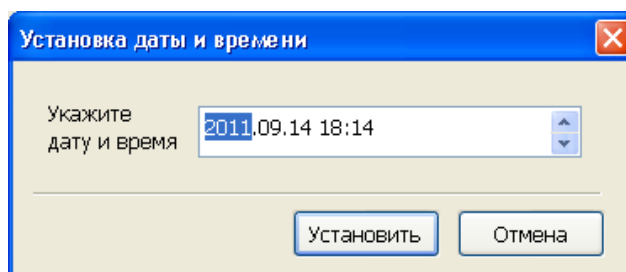 Установка даты и времени
Укажите
дату и время
2011.09.14 18:14
Установить
Отмена